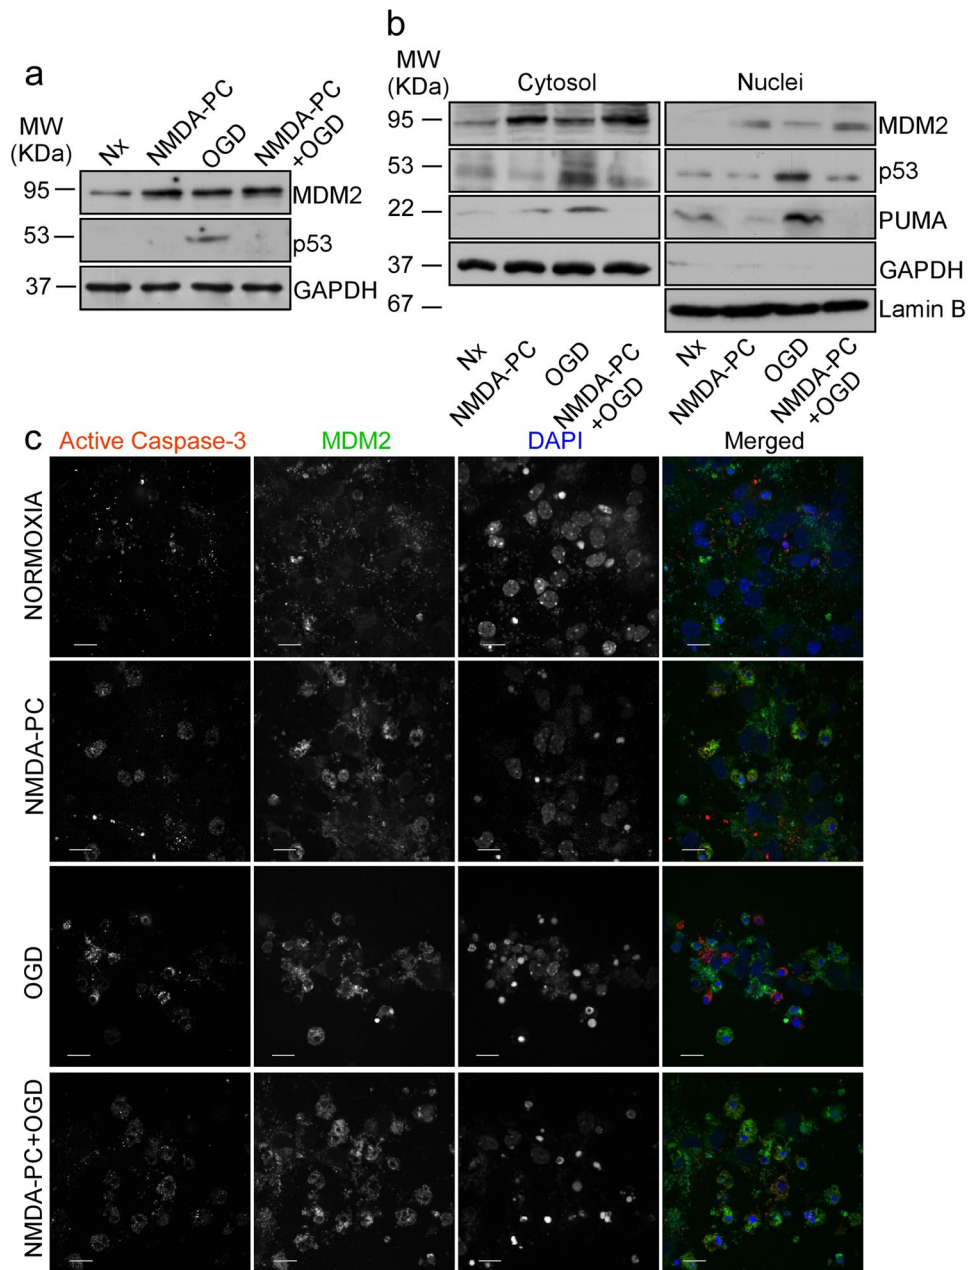 a
MW
(KDa)
Nx
NMDA-PC
OGD
NMDA-PC
+OGD
95
MDM2
53
p53
37
GAPDH
b
MW
(KDa)
Cytosol
Nuclei
95
MDM2
53
p53
22
PUMA
37
GAPDH
67
Lamin B
Nx
NMDA-PC
OGD
NMDA-PC
+OGD
Nx
NMDA-PC
OGD
NMDA-PC
+OGD
c
Active Caspase-3
MDM2
DAPI
Merged
NORMOXIA
NMDA-PC
OGD
NMDA-PC+OGD